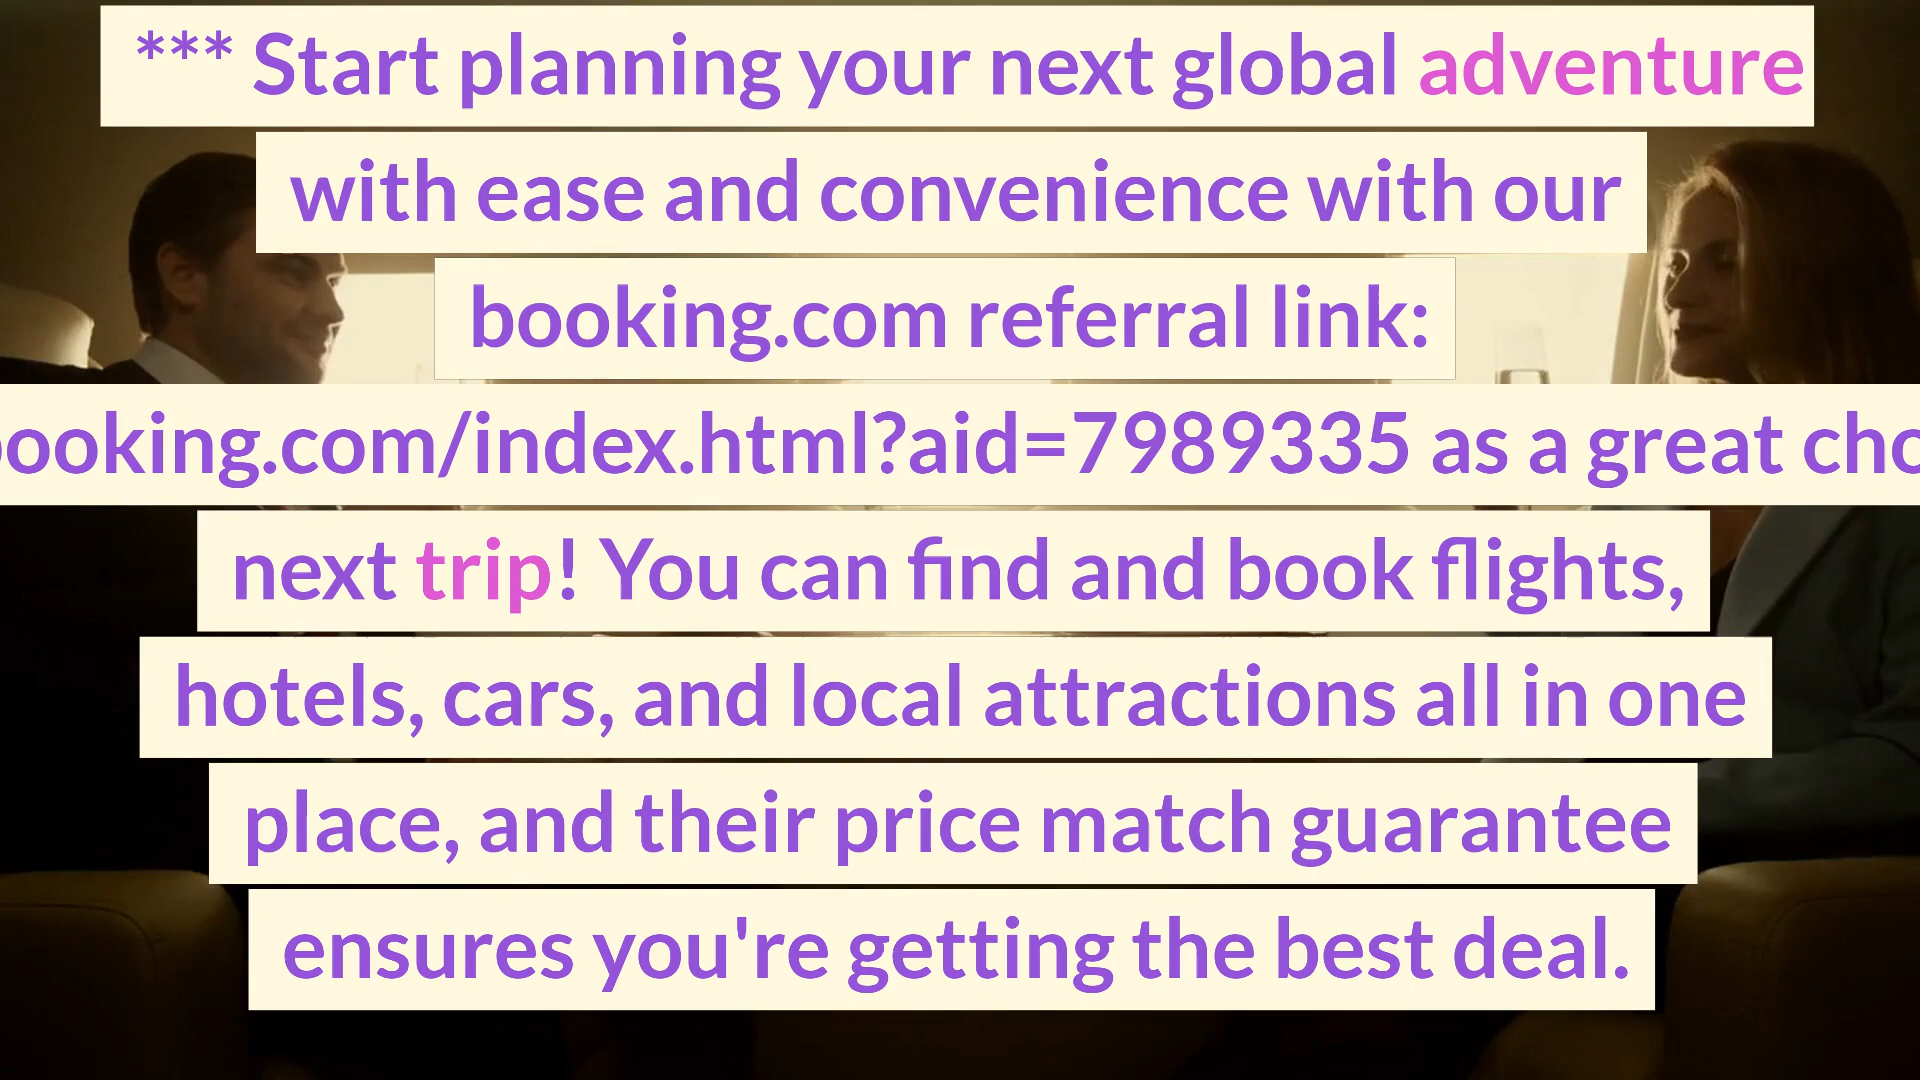 *** Start planning your next global adventure
with ease and convenience with our
booking.com referral link:
booking.com/index.html?aid=7989335 as a great
next trip! You can find and book flights,
hotels, cars, and local attractions all in one
place, and their price match guarantee
ensures you're getting the best deal.